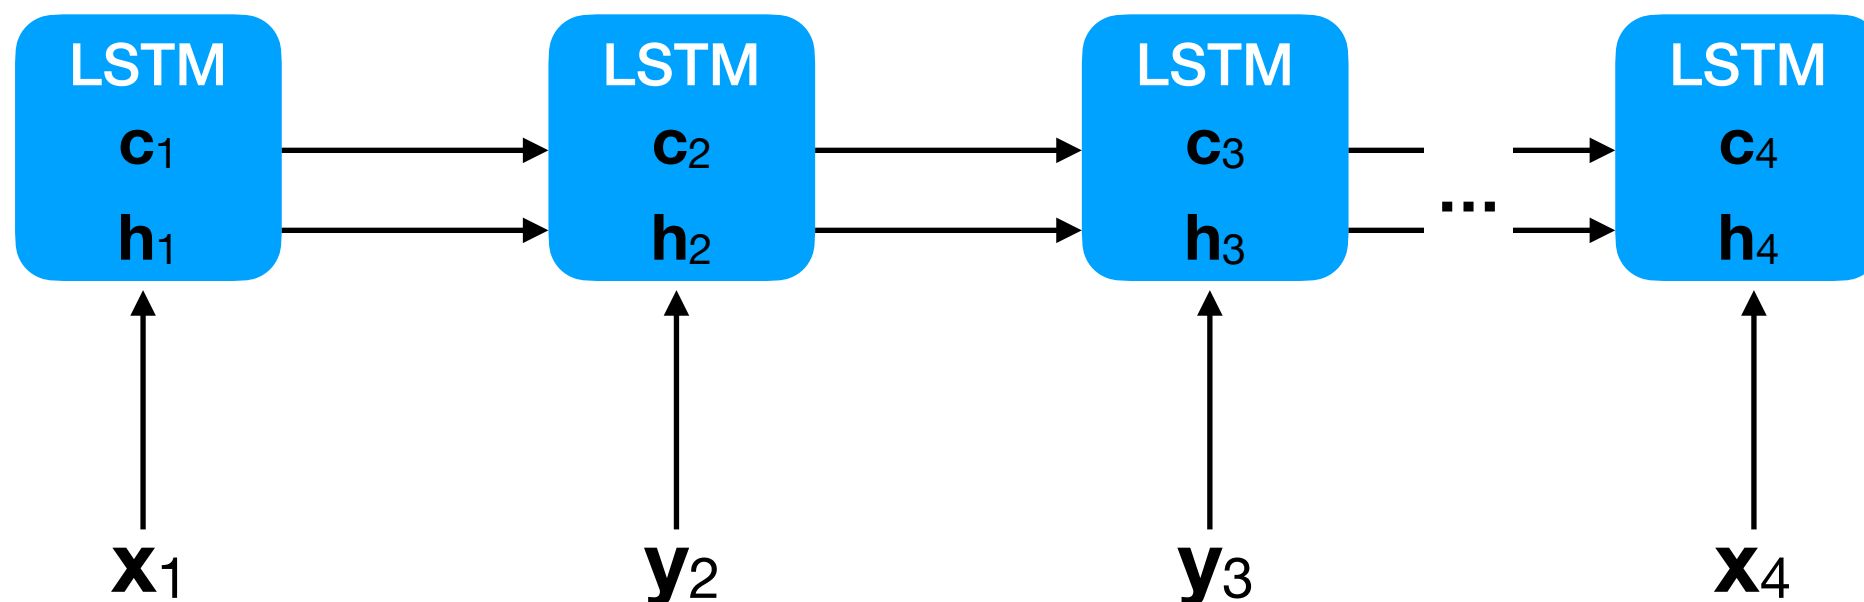 LSTM LSTM LSTM LSTM
c1 c2 c3 c4
...
h1 h2 h3 h4
x1 y2 y3 x4